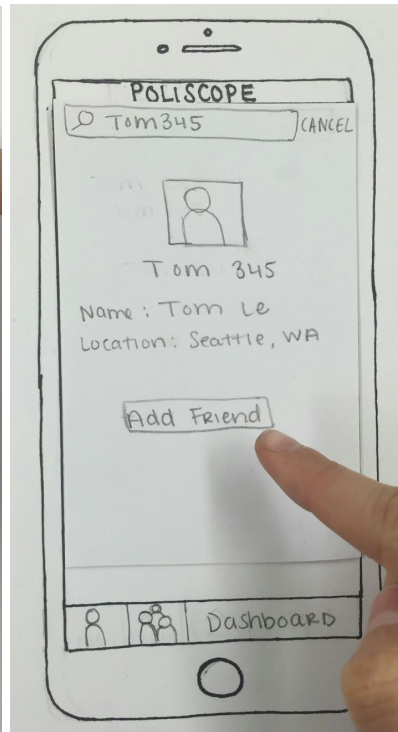 POLISCOPE
Tom345 CANCEL
Tom 345
Name: Tom Le
Location: Seattle, WA
Add Friend
Dashboard